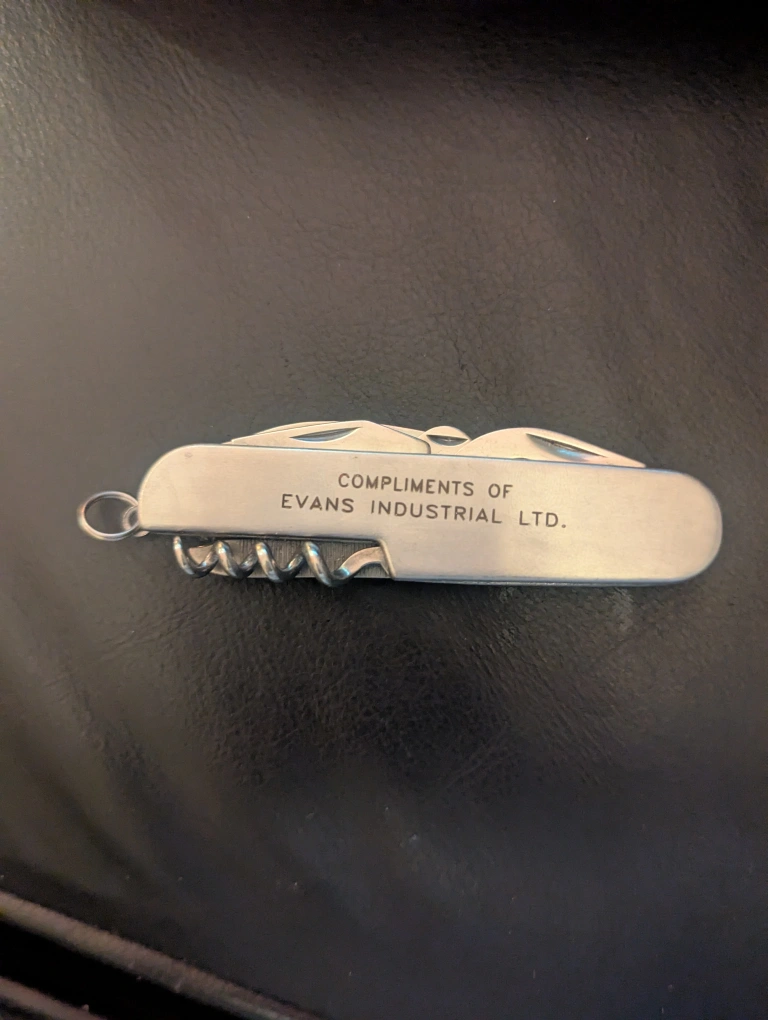 COMPLIMENTS OF
EVANS INDUSTRIAL LTD.